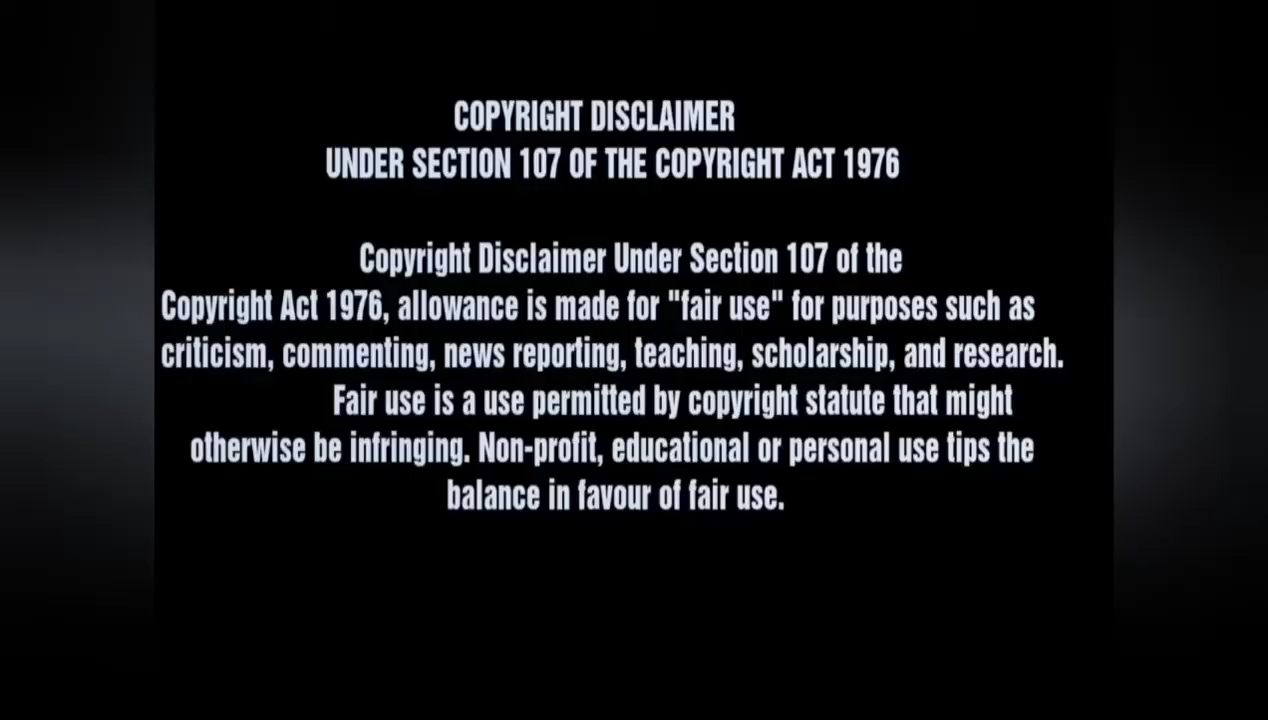 COPYRIGHT DISCLAIMER
UNDER SECTION 107 OF THE COPYRIGHT ACT 1976
Copyright Disclaimer Under Section 107 of the
Copyright Act 1976, allowance is made for "fair use" for purposes such as
criticism, commenting, news reporting, teaching, scholarship, and research.
Fair use is a use permitted by copyright statute that might
otherwise be infringing. Non-profit, educational or personal use tips the
balance in favour of fair use.